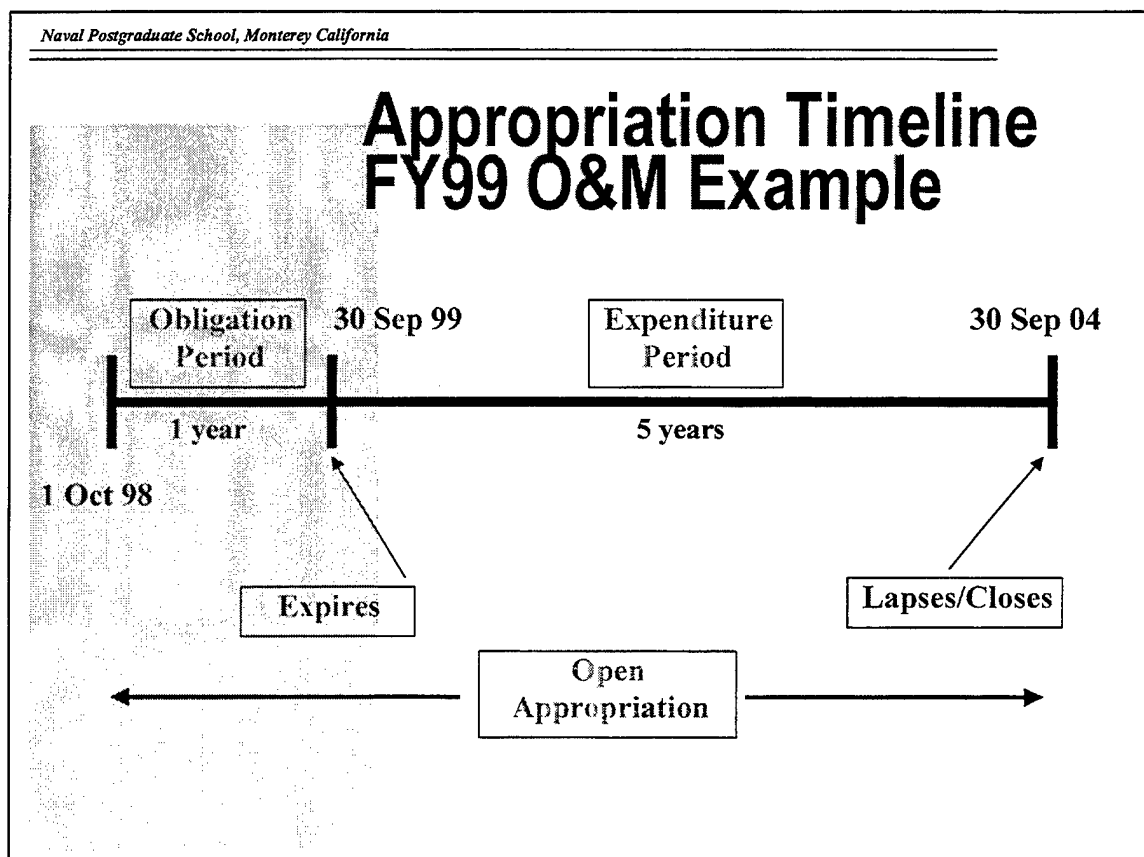 Naval Postgraduate School, Monterey California
Appropriation Timeline
FY99 O&M Example
Obligation
Period
30 Sep 99
Expenditure
Period
30 Sep 04
1 year
5 years
1 Oct 98
Expires
Lapses/Closes
Open
Appropriation